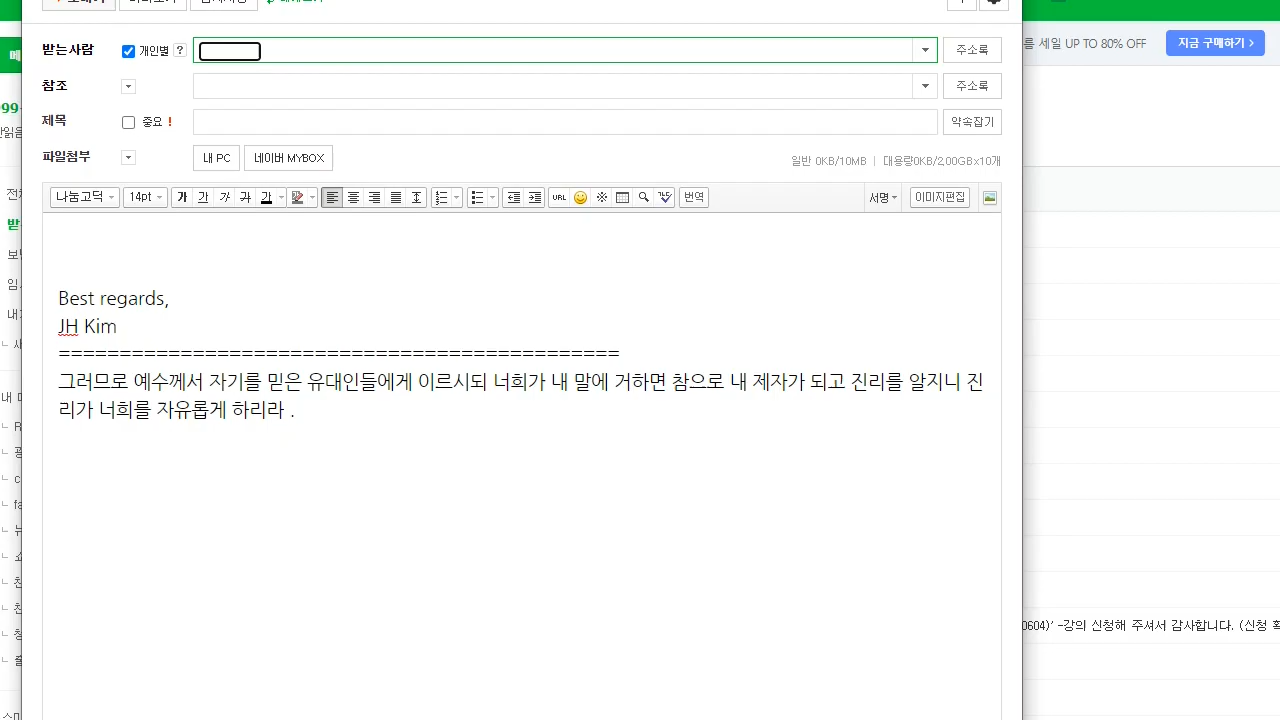 받는사람 개인별 ? 주소록
를 세일 UP TO 80% OFF 지금 구매하기 >
참조 주소록
제목 중요 ! 약속잡기
파일첨부 내 PC 네이버 MYBOX 일반 0KB/10MB | 대용량0KB/2.00GBx10개
나눔고딕 14pt 가 가 가 가 가 URL 번역 서명 이미지편집
Best regards,
JH Kim
==============================================
그러므로 예수께서 자기를 믿은 유대인들에게 이르시되 너희가 내 말에 거하면 참으로 내 제자가 되고 진리를 알지니 진
리가 너희를 자유롭게 하리라 .
0604)' -강의 신청해 주셔서 감사합니다. (신청 확